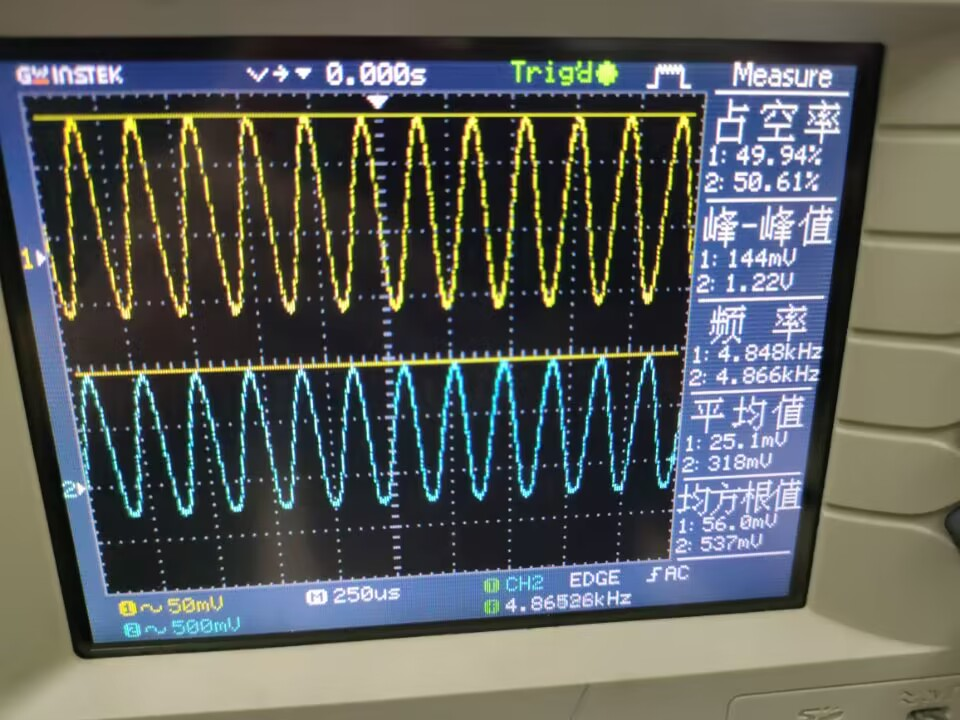 GWINSTEK 0.000s Trig'd Measure
占空率
1: 49.94%
2: 50.61%
峰-峰值
1: 144mV
2: 1.22V
频 率
1: 4.848kHz
2: 4.866kHz
平均值
1: 25.1mV
2: 318mV
均方根值
1: 56.0mV
2: 537mV
1
2
1 50mV M 250us T CH2 EDGE AC
2 500mV F 4.86526kHz